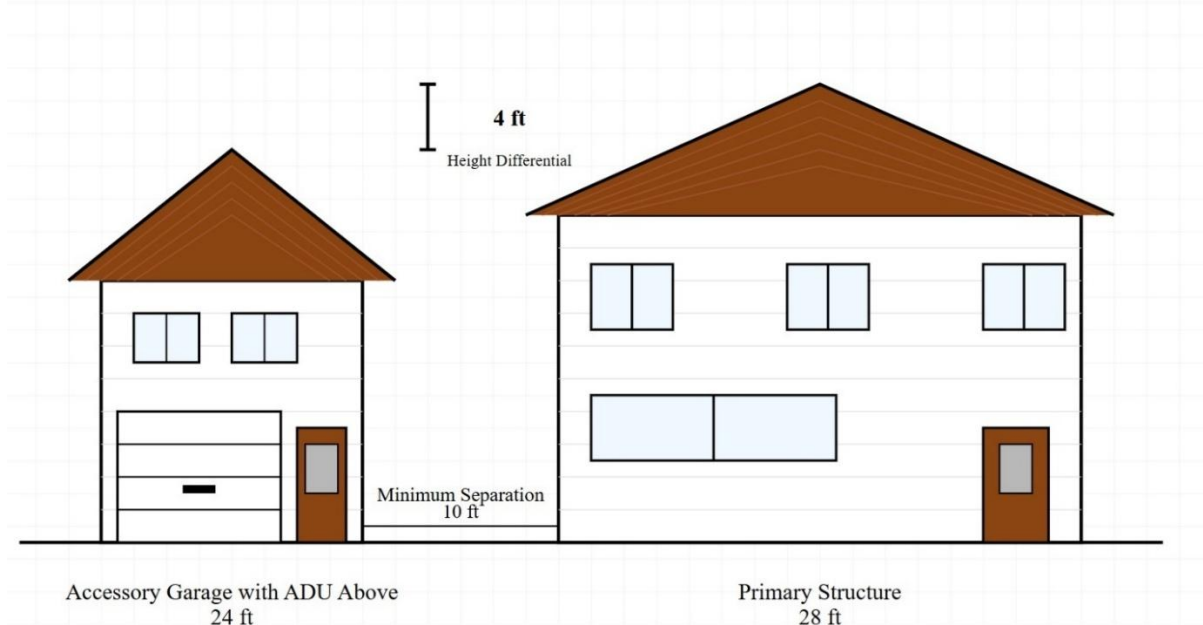 4 ft
Height Differential
Minimum Separation
10 ft
Accessory Garage with ADU Above
24 ft
Primary Structure
28 ft